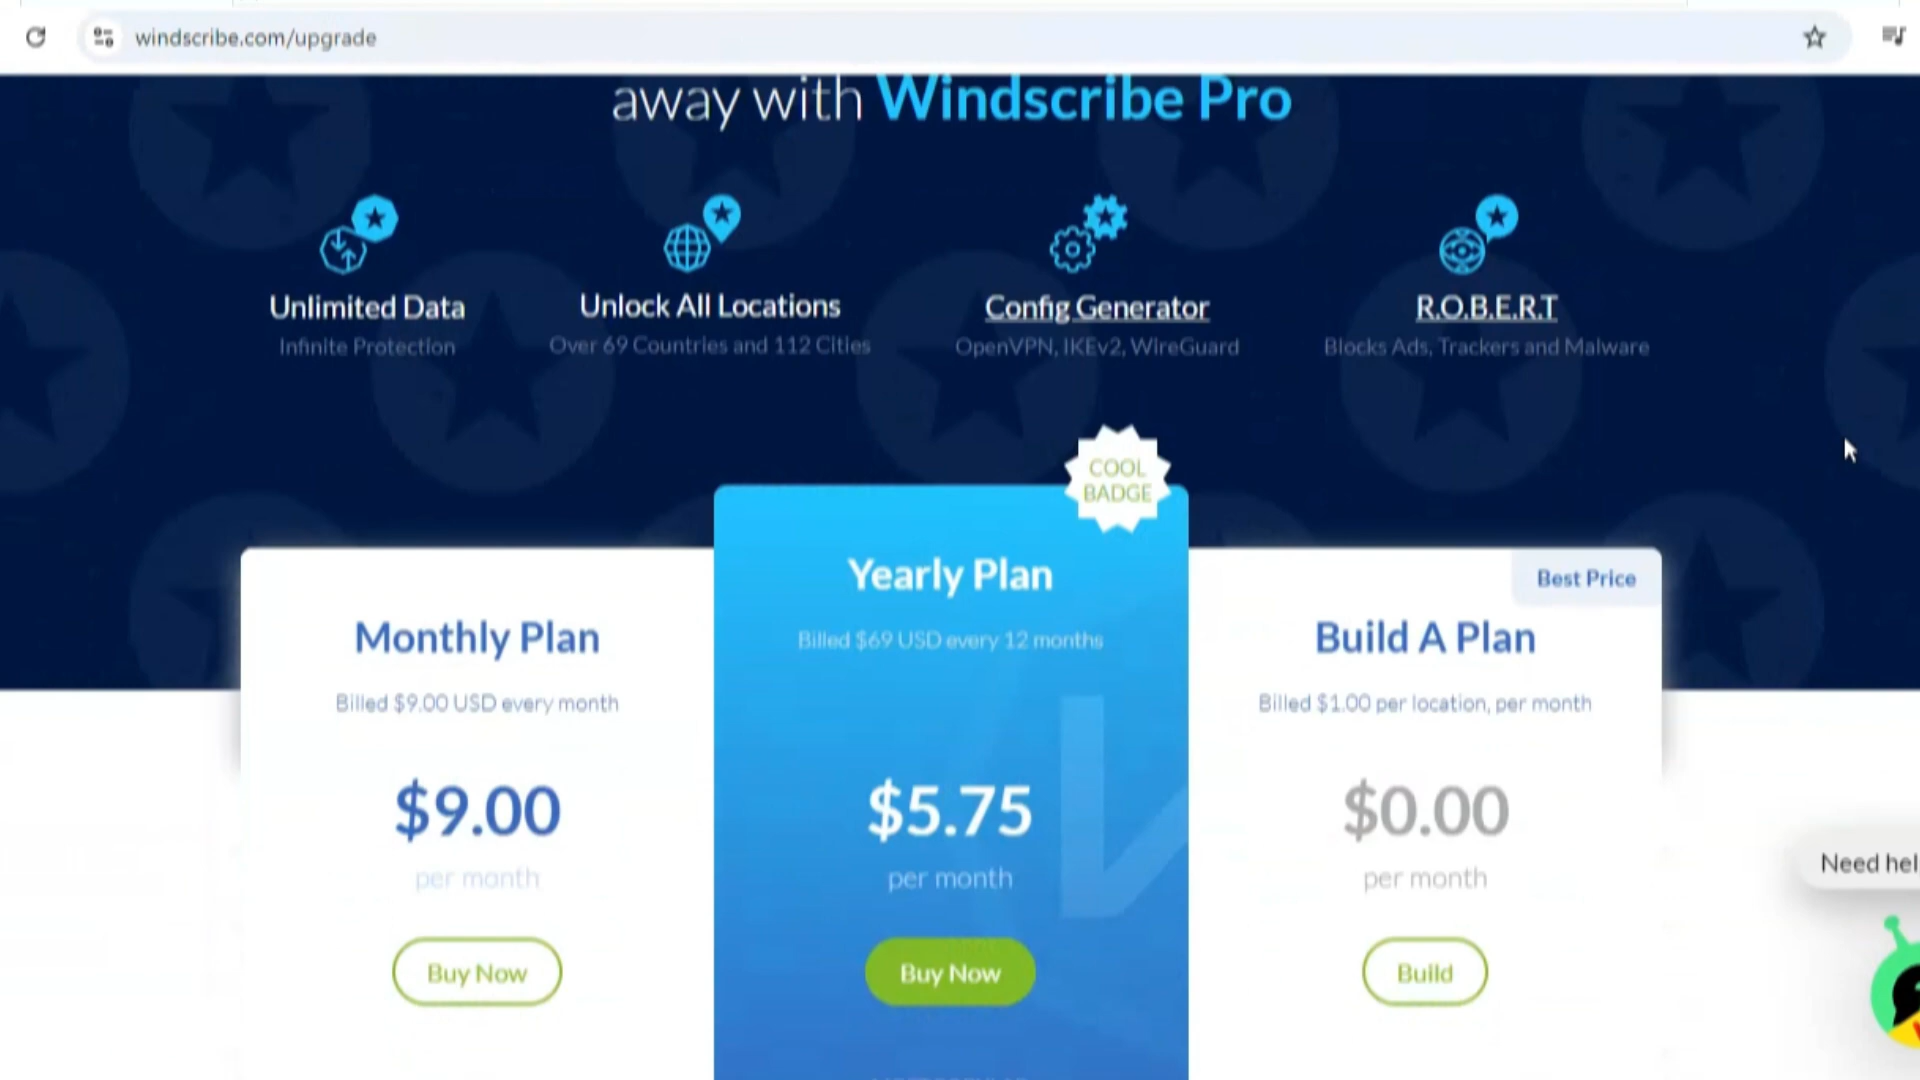 windscribe.com/upgrade
away with Windscribe Pro
Unlimited Data
Infinite Protection
Unlock All Locations
Over 69 Countries and 112 Cities
Config Generator
OpenVPN, IKEv2, WireGuard
R.O.B.E.R.T
Blocks Ads, Trackers and Malware
COOL
BADGE
Monthly Plan
Billed $9.00 USD every month
$9.00
per month
Buy Now
Yearly Plan
Billed $69 USD every 12 months
$5.75
per month
Buy Now
Best Price
Build A Plan
Billed $1.00 per location, per month
$0.00
per month
Build
Need hel